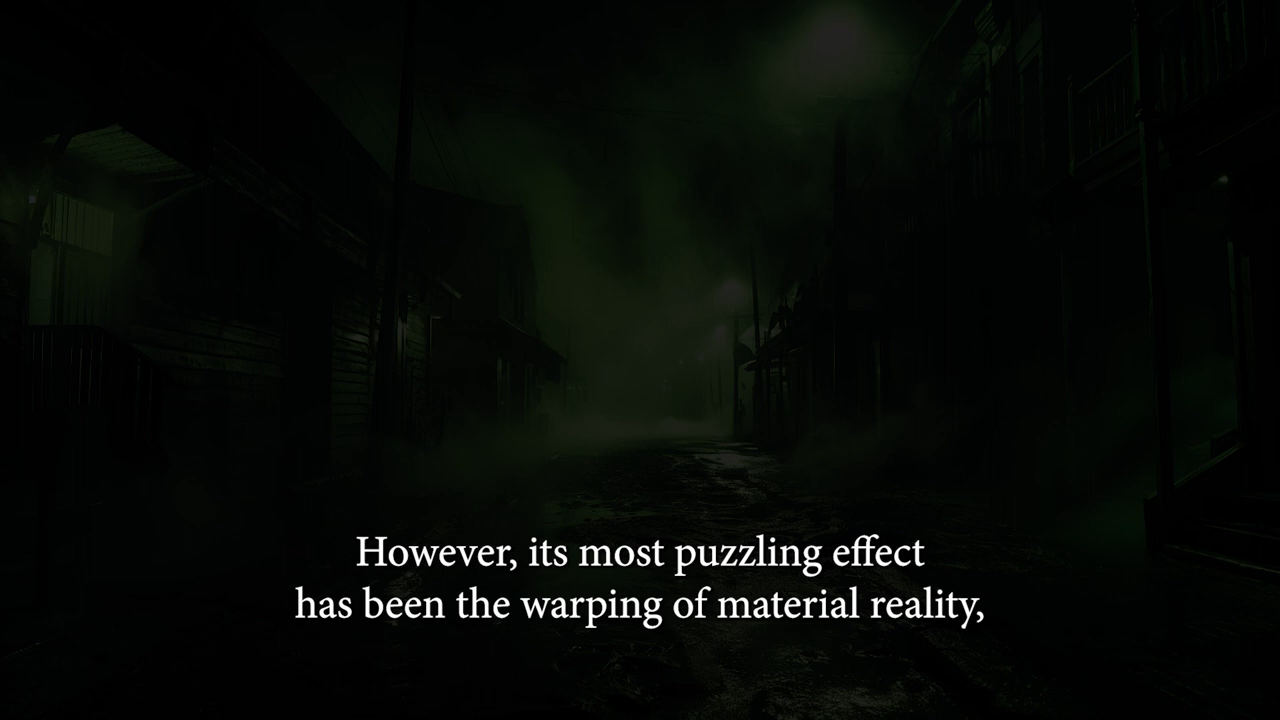 However, its most puzzling effect
has been the warping of material reality,